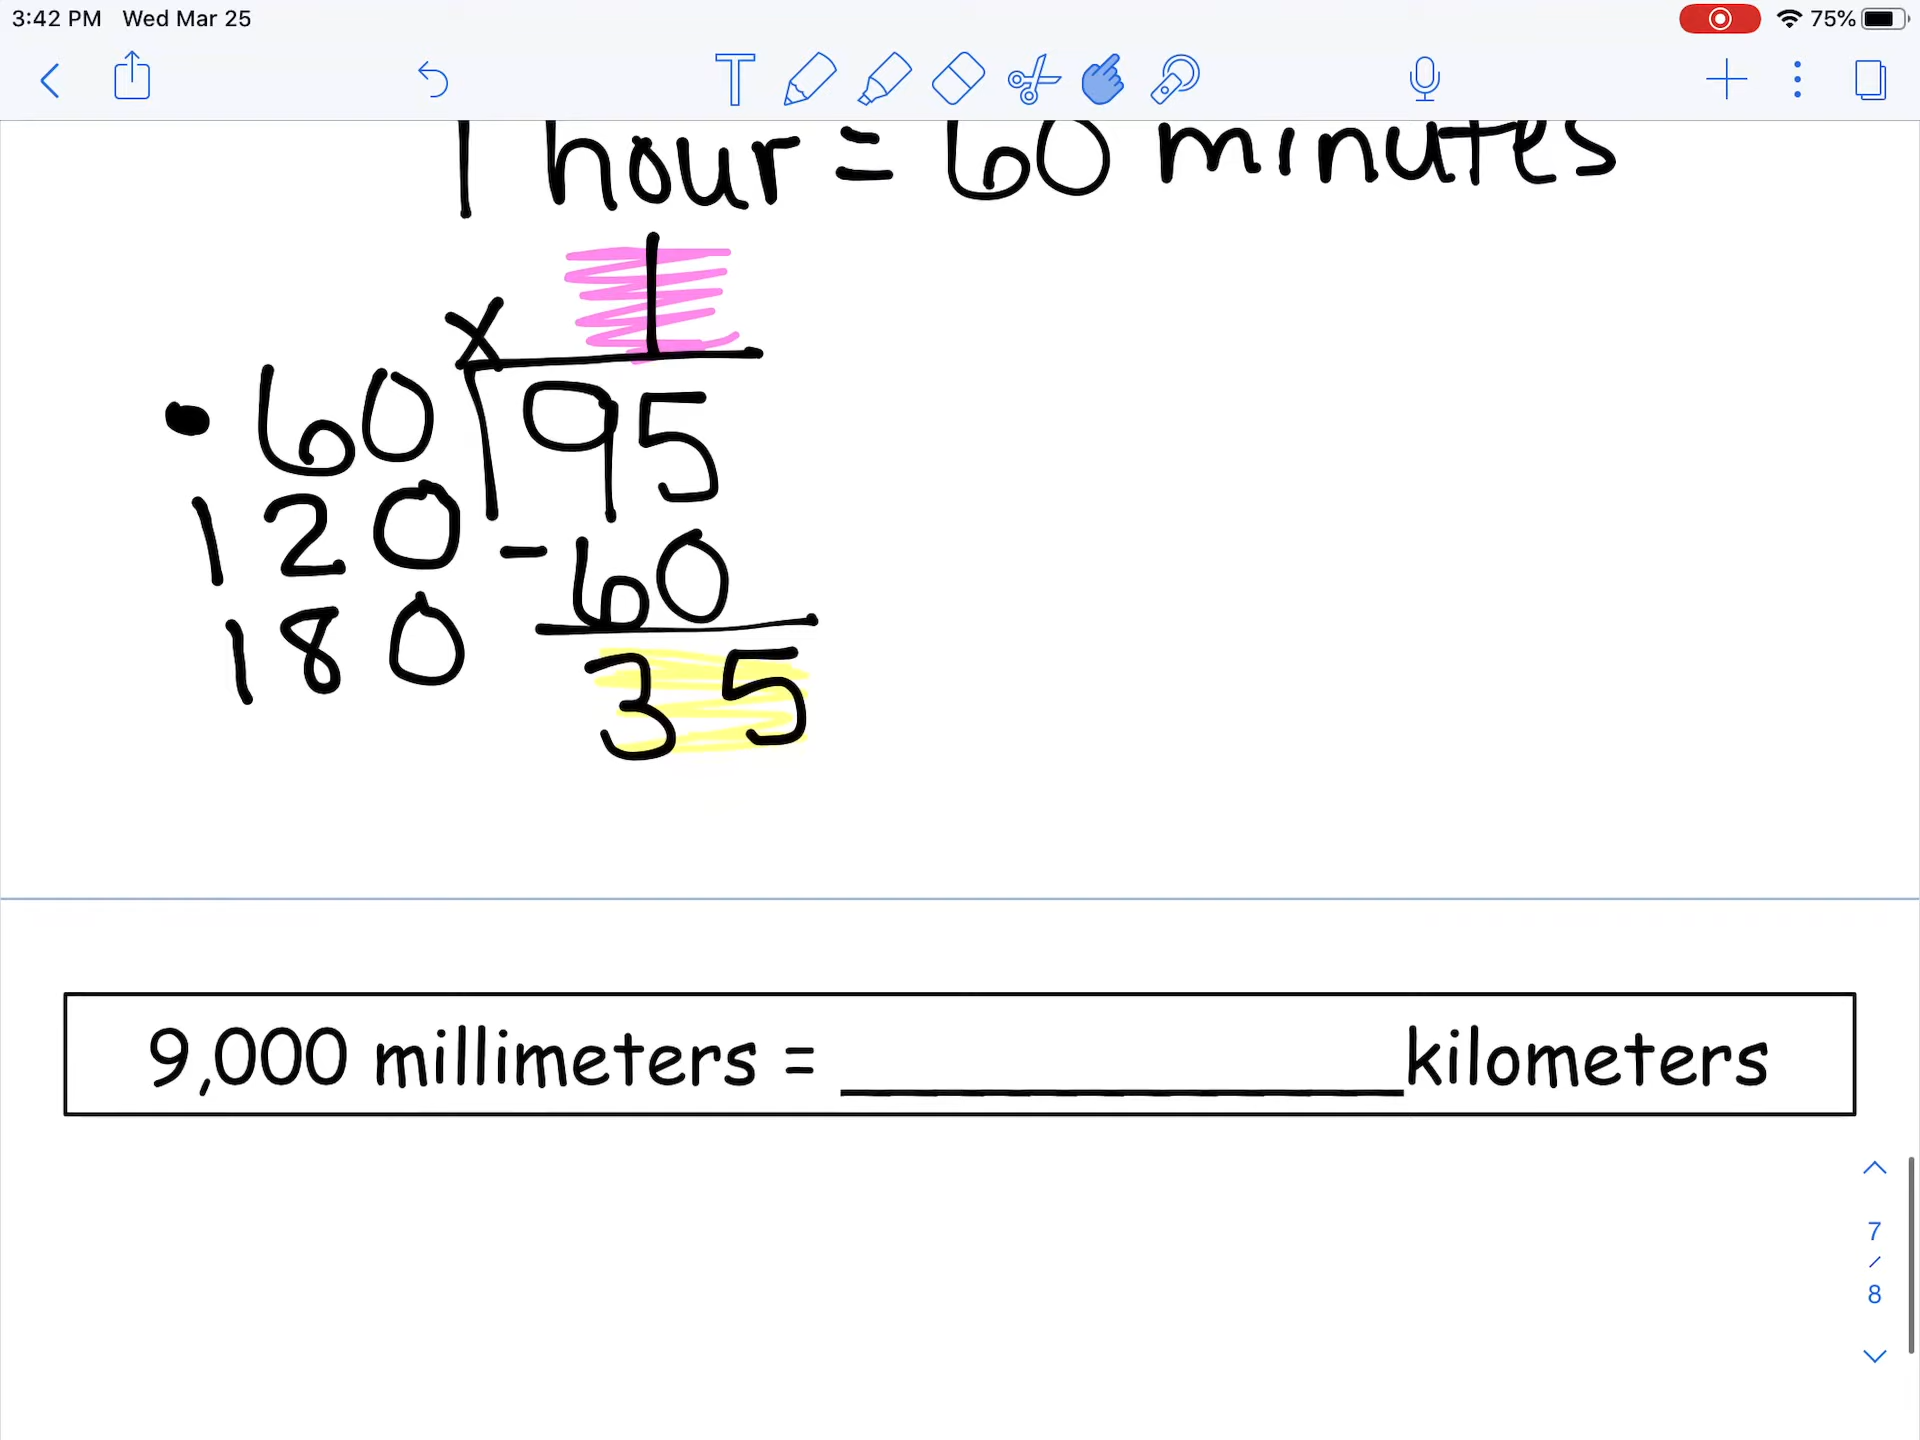 3:42 PM Wed Mar 25
75%
T
1 hour = 60 minutes
x 1
• 60 95
120 - 60
180 35
9,000 millimeters = ______________ kilometers
7
/
8